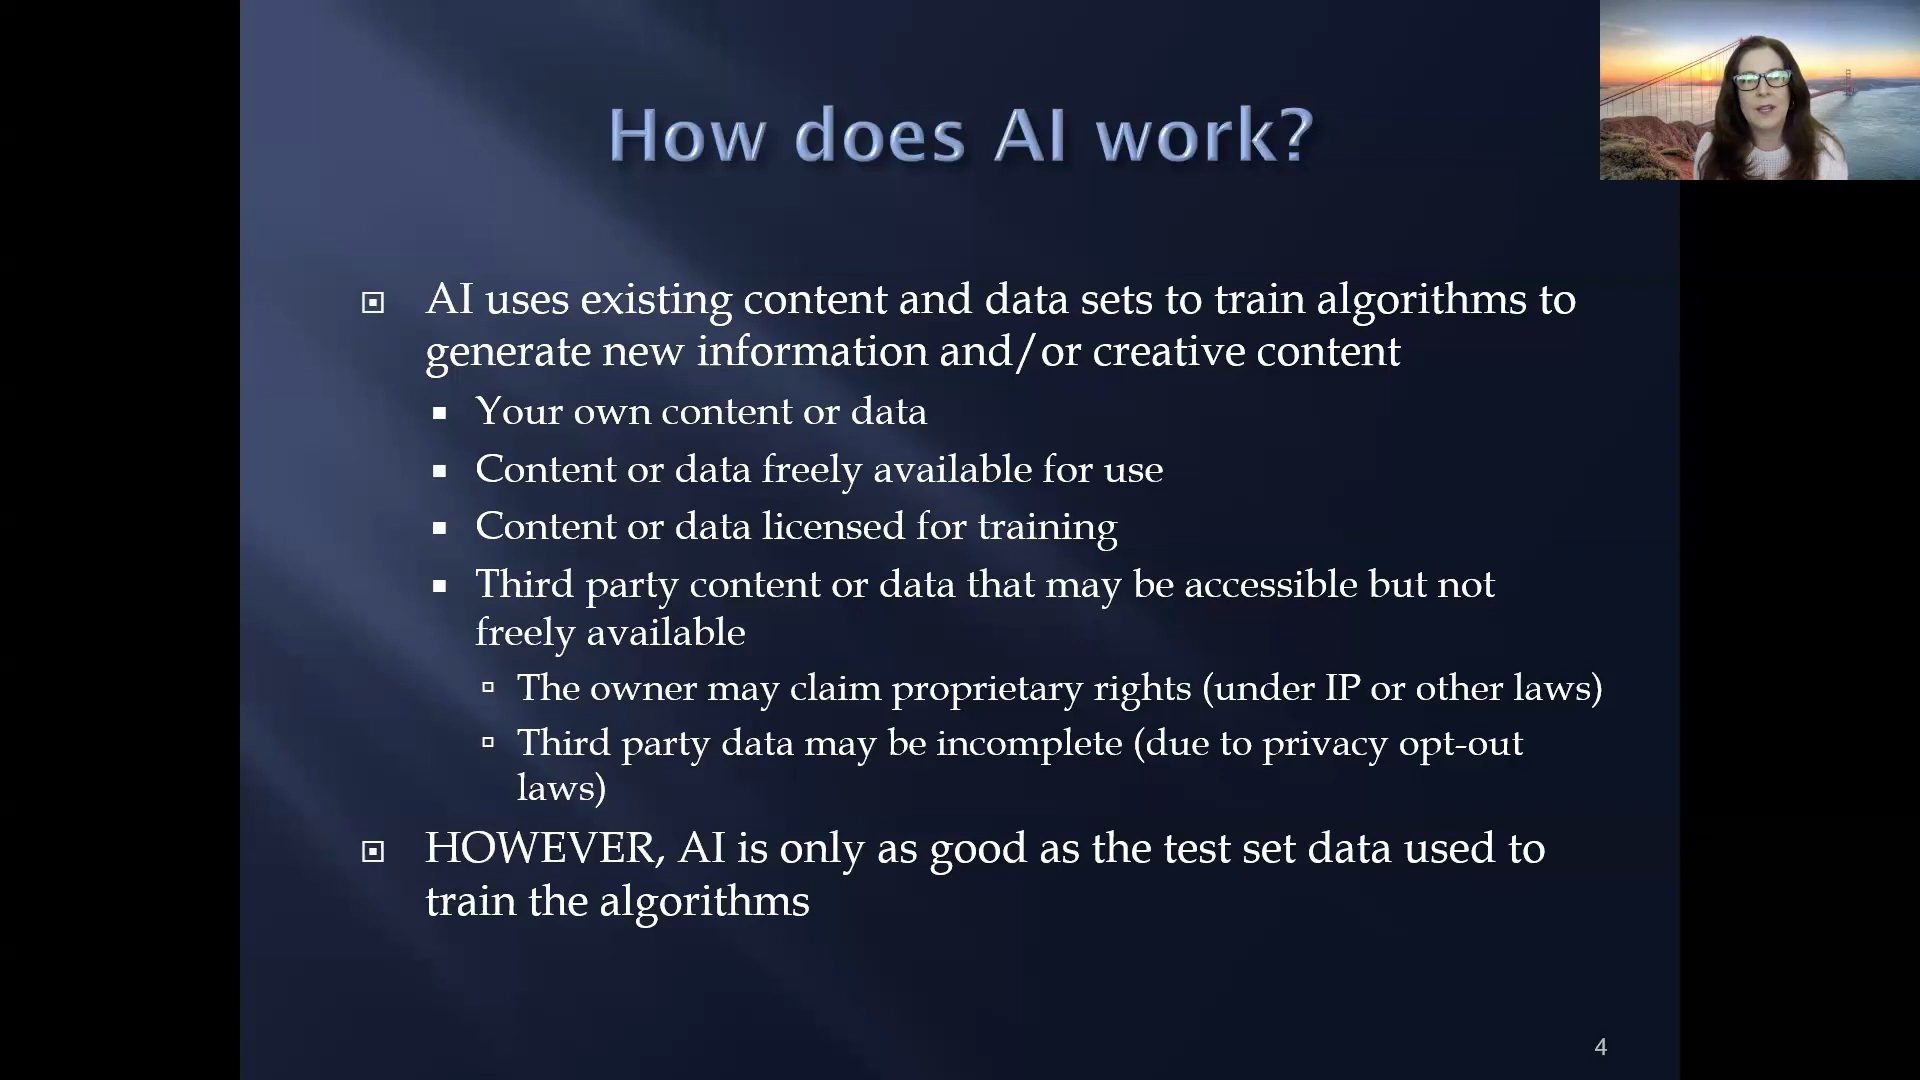 How does AI work?
AI uses existing content and data sets to train algorithms to
generate new information and/or creative content
Your own content or data
Content or data freely available for use
Content or data licensed for training
Third party content or data that may be accessible but not
freely available
The owner may claim proprietary rights (under IP or other laws)
Third party data may be incomplete (due to privacy opt-out
laws)
HOWEVER, AI is only as good as the test set data used to
train the algorithms
4